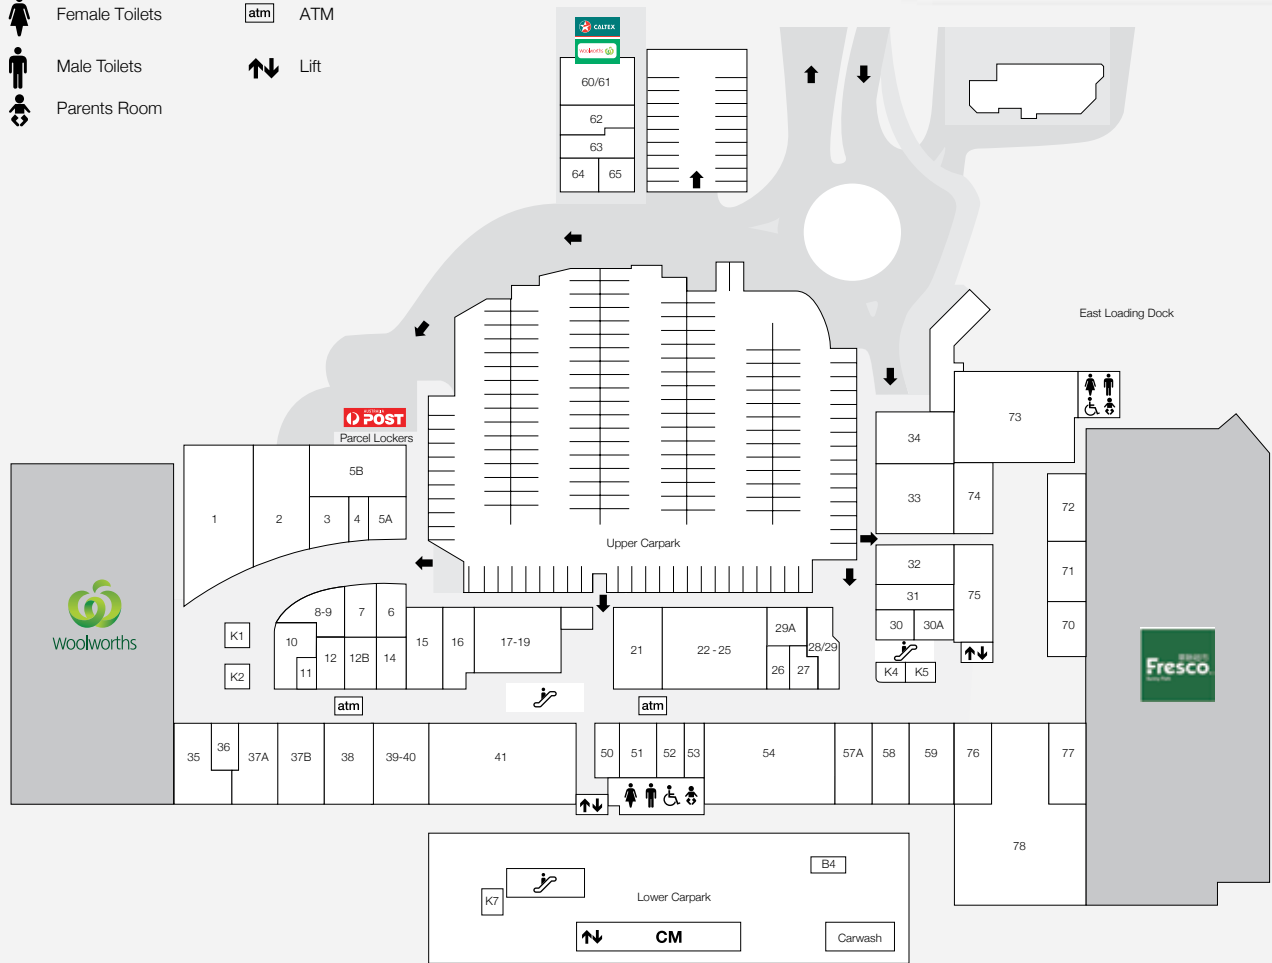 Female Toilets
atm ATM
Male Toilets
Lift
Parents Room
CALTEX
woolworths
60/61
62
63
64 65
East Loading Dock
AUSTRALIA
POST
Parcel Lockers
Upper Carpark
73
34
33
74
72
5B
1 2 3 4 5A
32
31
75
71
30 30A
70
K4 K5
Woolworths
K1
K2
8-9 7 6
10 12 12B 14
11
15 16 17-19
21 22 - 25
29A
28/29
26 27
Fresco
atm
atm
35 36 37A 37B 38 39-40 41
50 51 52 53 54 57A 58 59 76 77
78
B4
K7
Lower Carpark
CM
Carwash